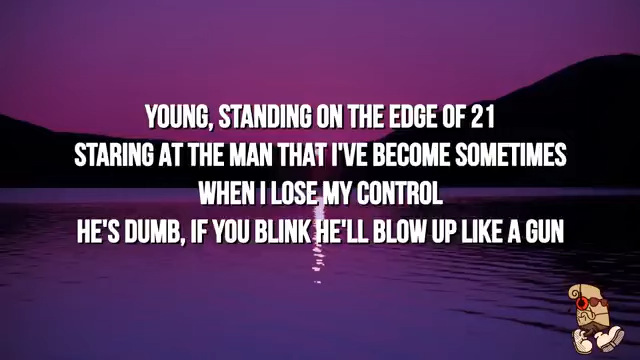 YOUNG, STANDING ON THE EDGE OF 21
STARING AT THE MAN THAT I'VE BECOME SOMETIMES
WHEN I LOSE MY CONTROL
HE'S DUMB, IF YOU BLINK HE'LL BLOW UP LIKE A GUN